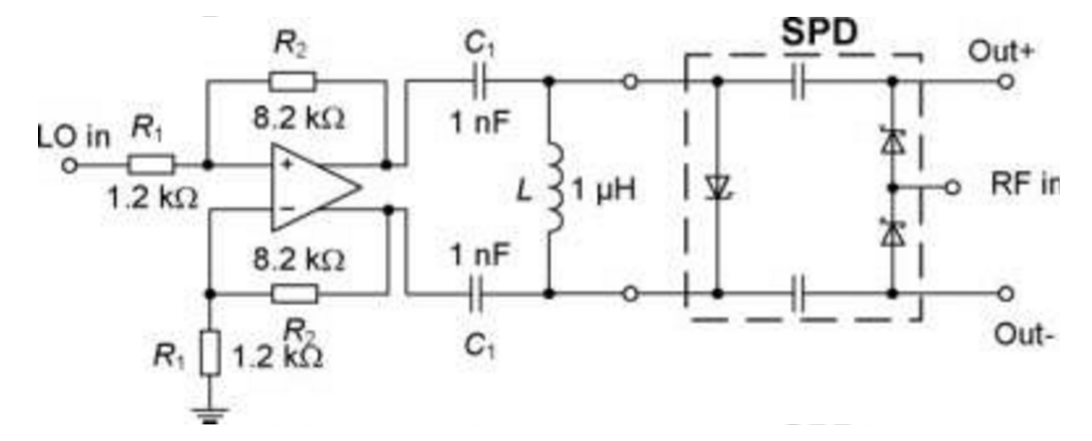 SPD
R₂
C₁
Out+
8.2 kΩ
1 nF
LO in
R₁
+
1.2 kΩ
L
1 µH
RF in
−
8.2 kΩ
1 nF
R₂
R₁
1.2 kΩ
C₁
Out-